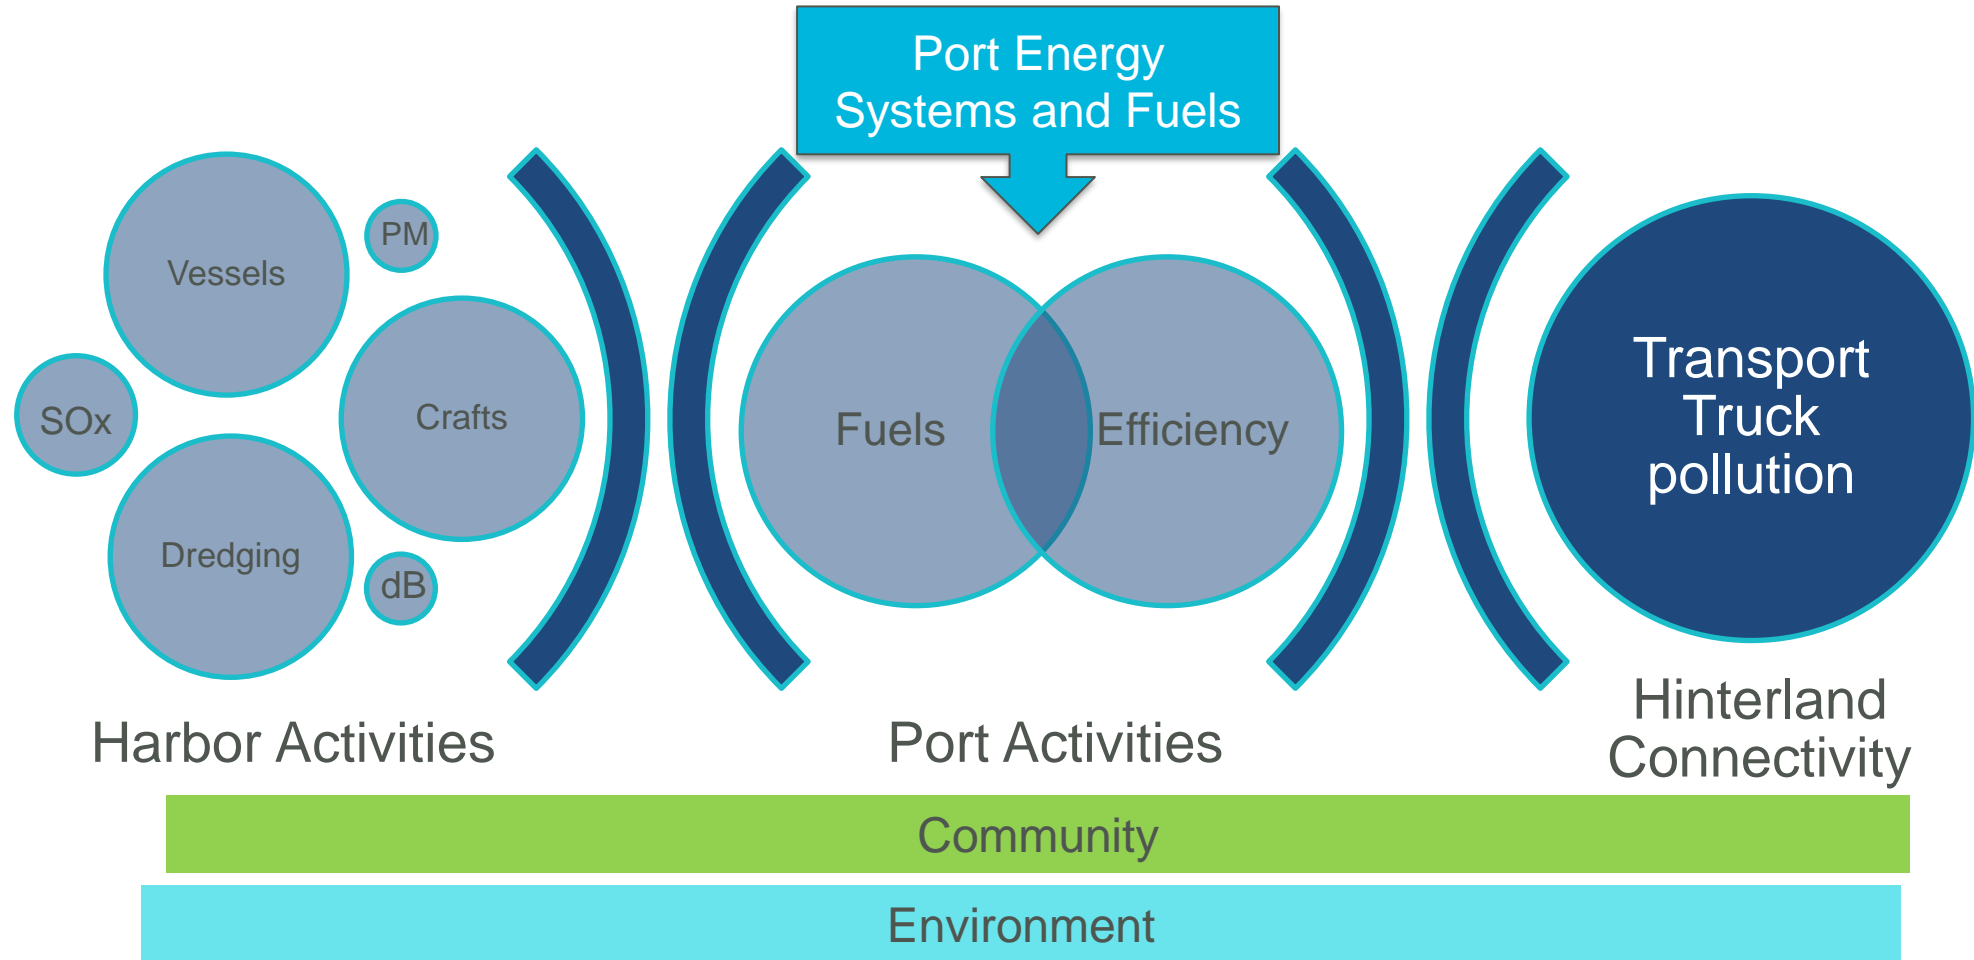 Port Energy
Systems and Fuels
Vessels
PM
SOx
Crafts
Dredging
dB
Fuels
Efficiency
Transport
Truck
pollution
Harbor Activities
Port Activities
Hinterland
Connectivity
Community
Environment